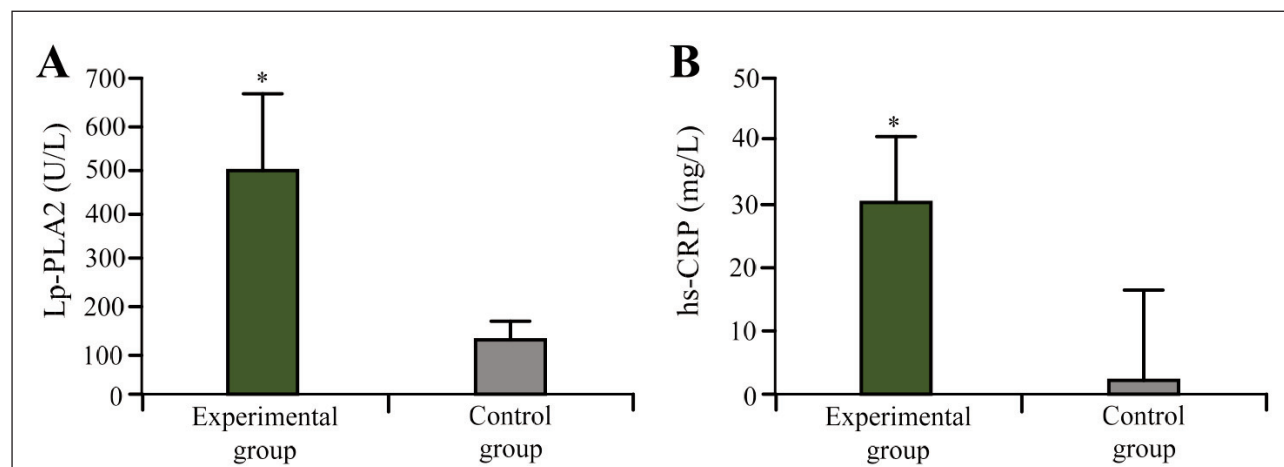 A
700
600
500
400
300
200
100
0
Lp-PLA2 (U/L)
*
Experimental
group
Control
group
B
50
40
30
20
10
0
hs-CRP (mg/L)
*
Experimental
group
Control
group